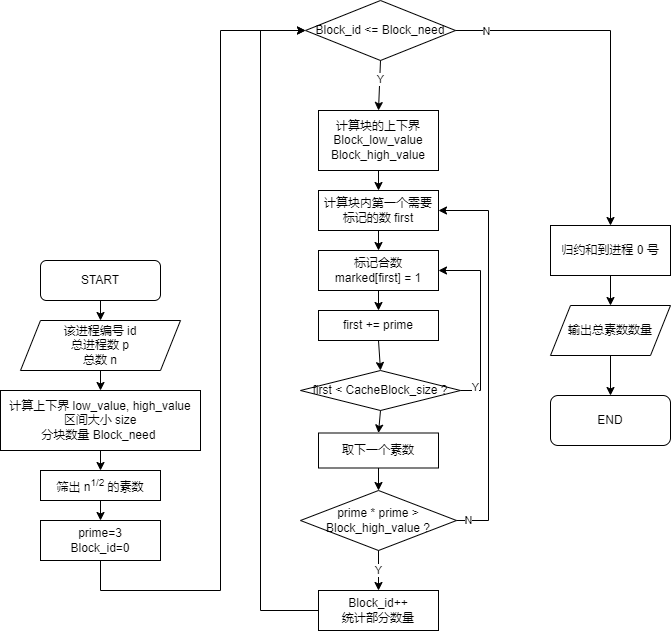 START
该进程编号 id
总进程数 p
总数 n
计算上下界 low_value, high_value
区间大小 size
分块数量 Block_need
筛出 n^1/2 的素数
prime=3
Block_id=0
Block_id <= Block_need
N
Y
计算块的上下界
Block_low_value
Block_high_value
计算块内第一个需要
标记的数 first
标记合数
marked[first] = 1
first += prime
first < CacheBlock_size ?
Y
取下一个素数
prime * prime >
Block_high_value ?
N
Y
Block_id++
统计部分数量
归约和到进程 0 号
输出总素数数量
END